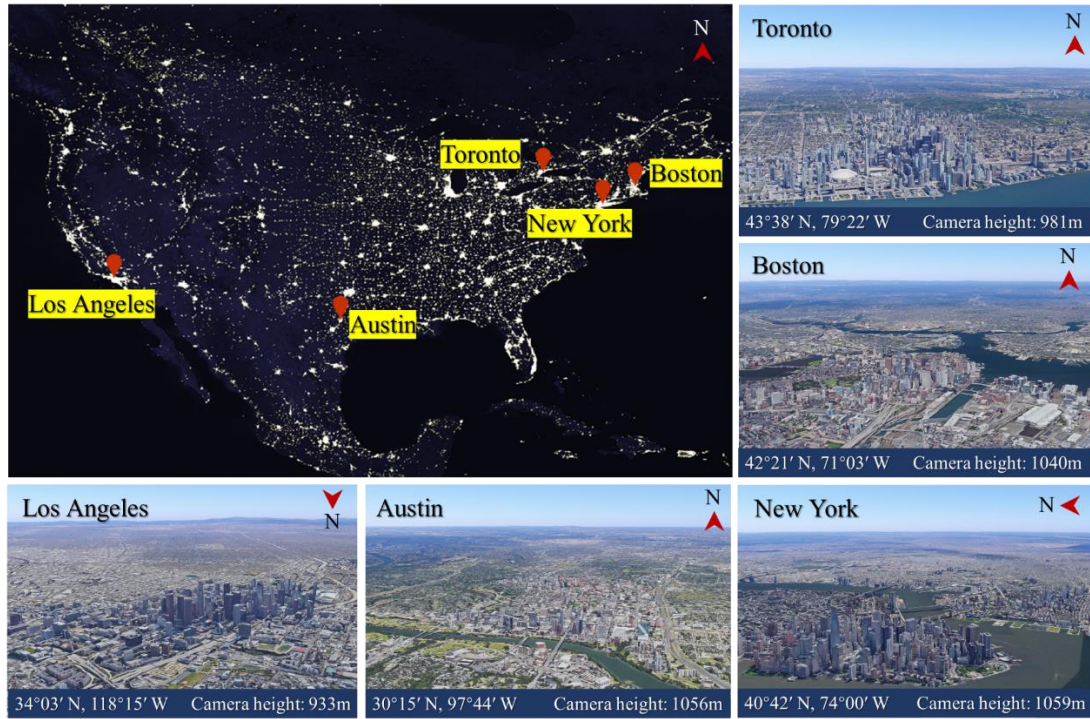 N
Toronto
Boston
New York
Los Angeles
Austin
Toronto
N
43°38′ N, 79°22′ W Camera height: 981m
Boston
N
42°21′ N, 71°03′ W Camera height: 1040m
Los Angeles
N
34°03′ N, 118°15′ W Camera height: 933m
Austin
N
30°15′ N, 97°44′ W Camera height: 1056m
New York
N
40°42′ N, 74°00′ W Camera height: 1059m